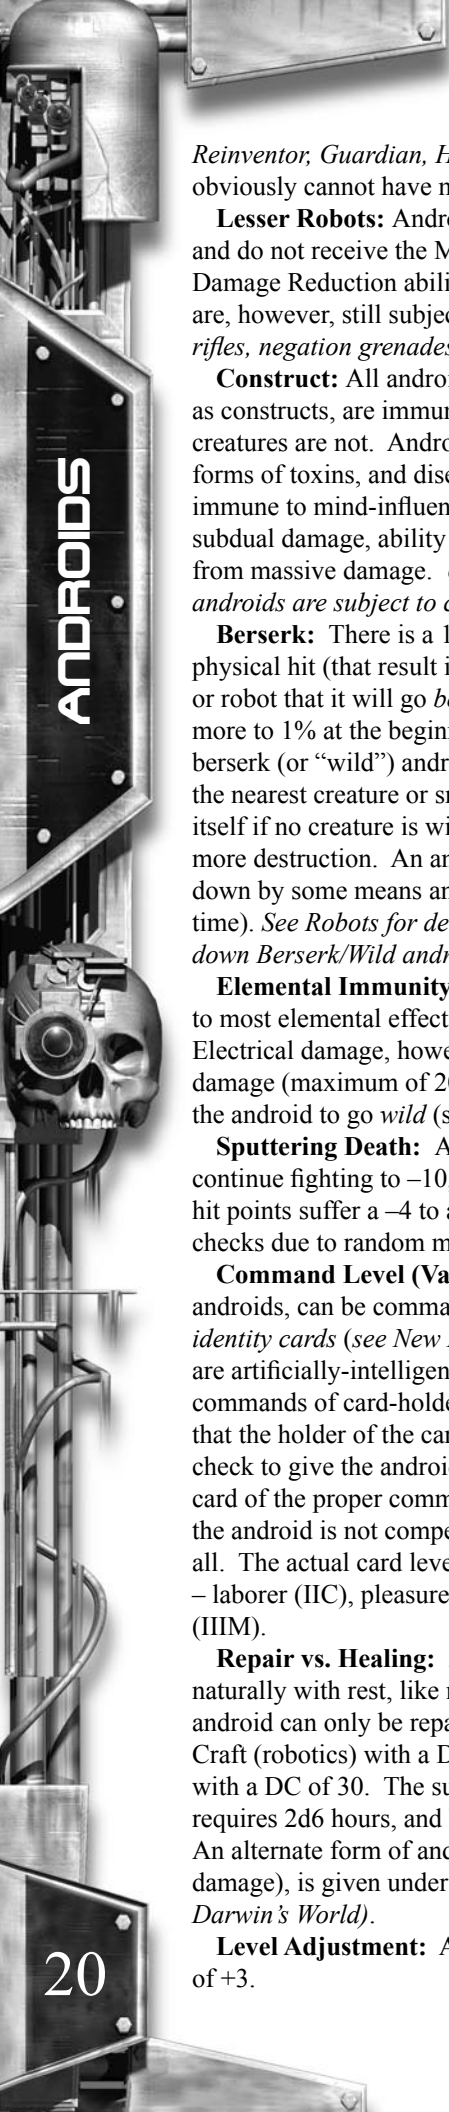 Reinventor, Guardian, H
obviously cannot have n
Lesser Robots: Andro
and do not receive the M
Damage Reduction abili
are, however, still subjec
rifles, negation grenades
Construct: All androi
as constructs, are immun
creatures are not. Andro
forms of toxins, and dise
immune to mind-influen
subdual damage, ability
from massive damage.
androids are subject to c
Berserk: There is a 1
physical hit (that result i
or robot that it will go be
more to 1% at the begin
berserk (or “wild”) andr
the nearest creature or sn
itself if no creature is wi
more destruction. An an
down by some means an
time). See Robots for de
down Berserk/Wild andr
Elemental Immunity
to most elemental effect
Electrical damage, howe
damage (maximum of 20
the android to go wild (s
Sputtering Death: A
continue fighting to –10,
hit points suffer a –4 to a
checks due to random m
Command Level (Va
androids, can be comma
identity cards (see New
are artificially-intelligen
commands of card-holde
that the holder of the car
check to give the androi
card of the proper comm
the android is not compe
all. The actual card leve
– laborer (IIC), pleasure
(IIIM).
Repair vs. Healing:
naturally with rest, like n
android can only be repa
Craft (robotics) with a D
with a DC of 30. The su
requires 2d6 hours, and
An alternate form of and
damage), is given under
Darwin’s World).
Level Adjustment: A
of +3.
ANDROIDS
20